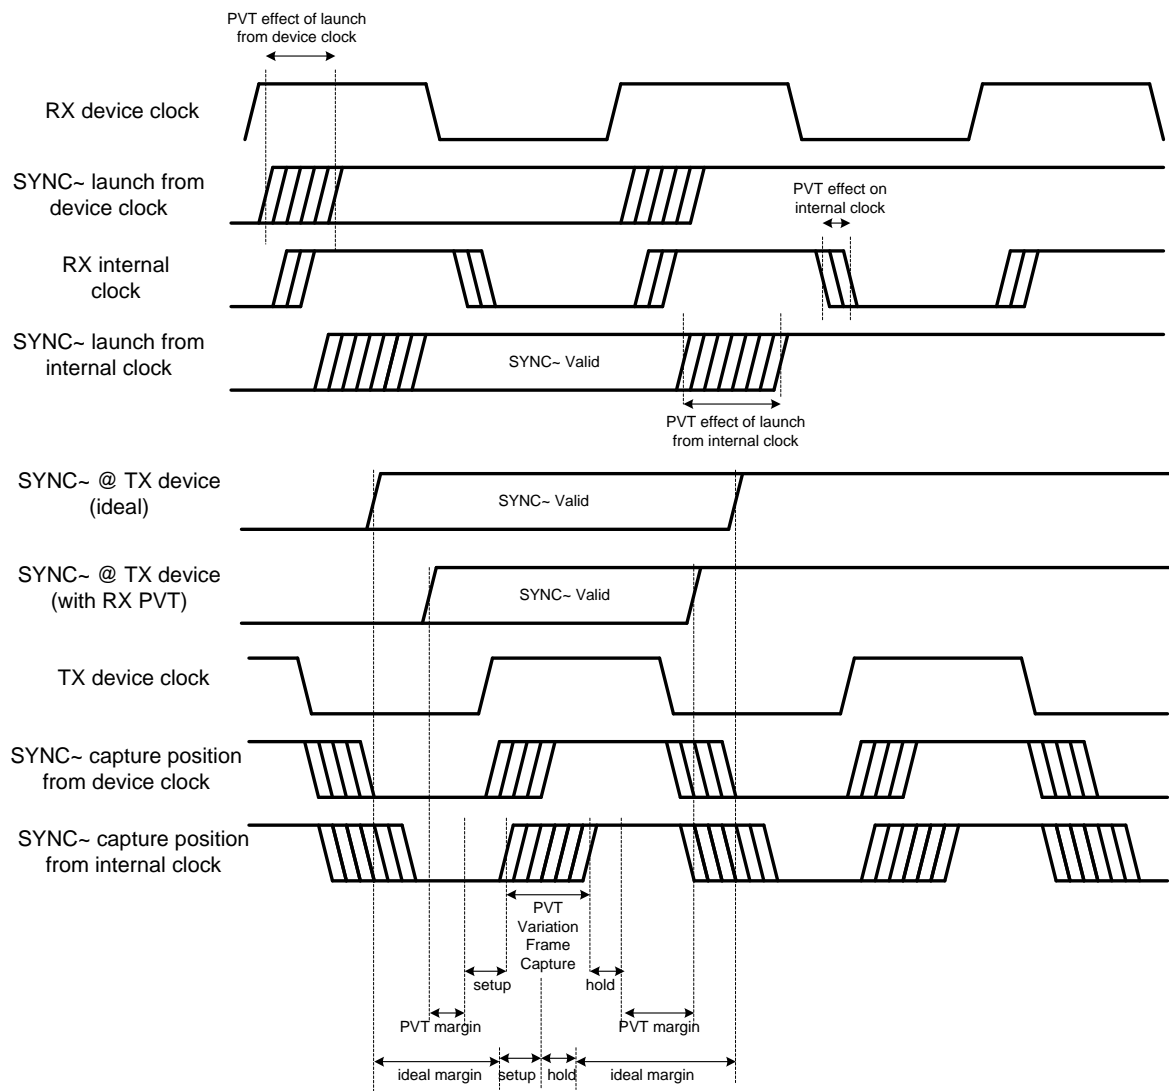 PVT effect of launch
from device clock
RX device clock
SYNC~ launch from
device clock
PVT effect on
internal clock
RX internal
clock
SYNC~ launch from
internal clock
SYNC~ Valid
PVT effect of launch
from internal clock
SYNC~ @ TX device
(ideal)
SYNC~ Valid
SYNC~ @ TX device
(with RX PVT)
SYNC~ Valid
TX device clock
SYNC~ capture position
from device clock
SYNC~ capture position
from internal clock
PVT
Variation
Frame
Capture
setup
hold
PVT margin
PVT margin
ideal margin
setup
hold
ideal margin